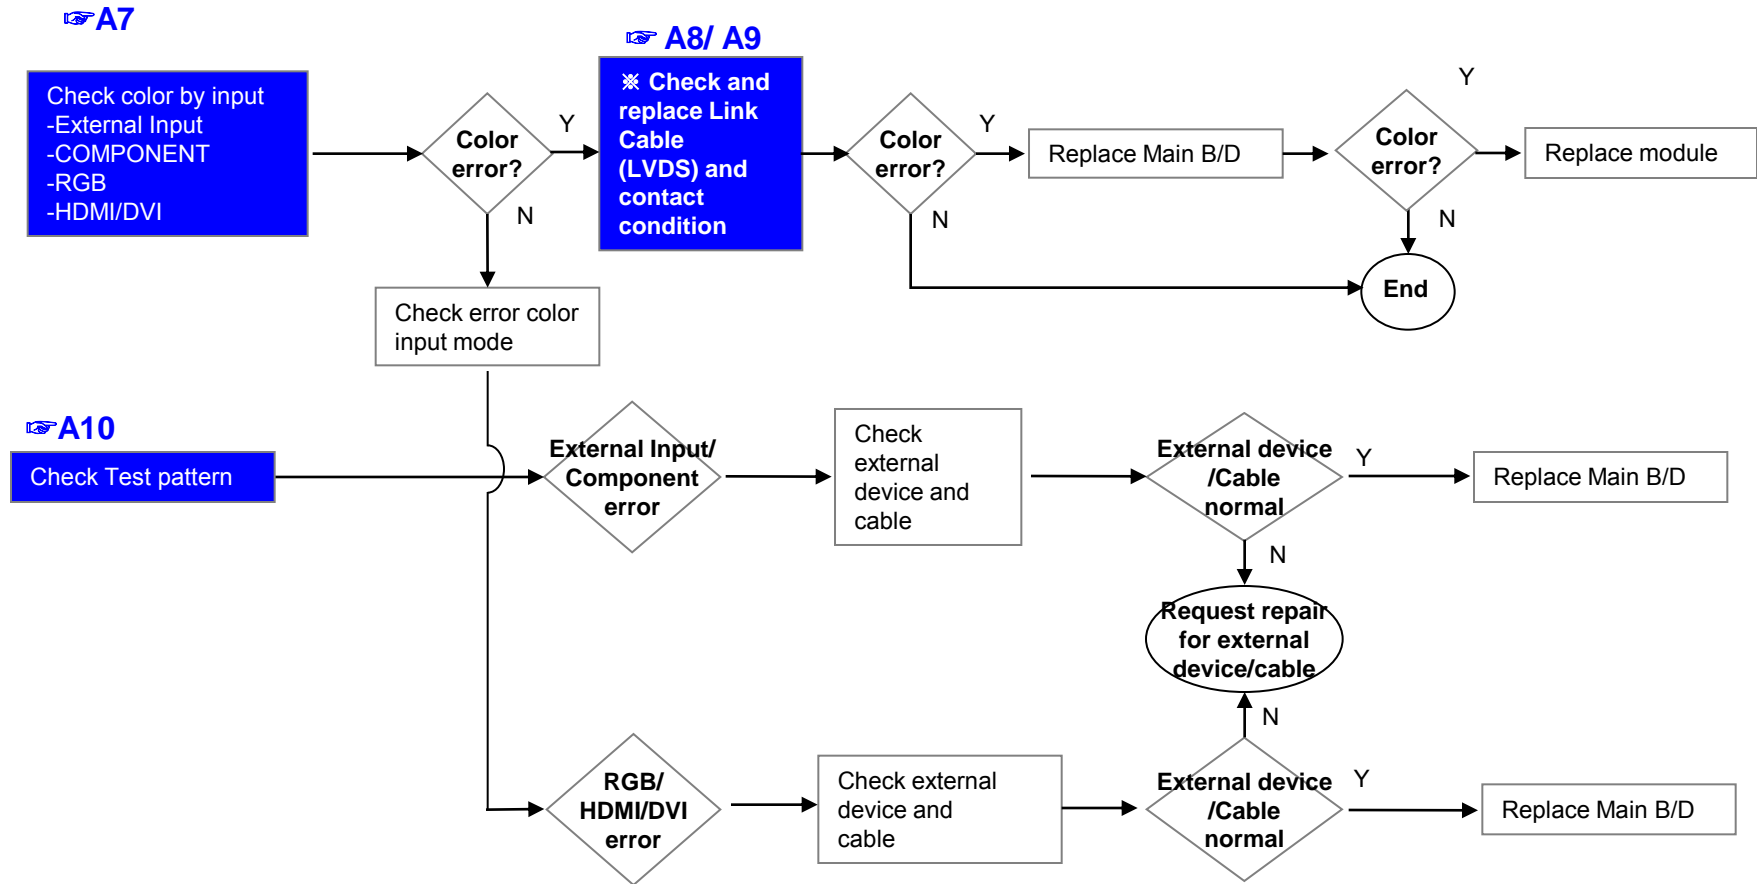 ☞A7
☞ A8/ A9
Check color by input
-External Input
-COMPONENT
-RGB
-HDMI/DVI
Color
error?
Y
N
※ Check and
replace Link
Cable
(LVDS) and
contact
condition
Color
error?
Y
N
Replace Main B/D
Color
error?
Y
N
Replace module
End
Check error color
input mode
☞A10
Check Test pattern
External Input/
Component
error
Check
external
device and
cable
External device
/Cable
normal
Y
N
Replace Main B/D
Request repair
for external
device/cable
N
RGB/
HDMI/DVI
error
Check external
device and
cable
External device
/Cable
normal
Y
Replace Main B/D